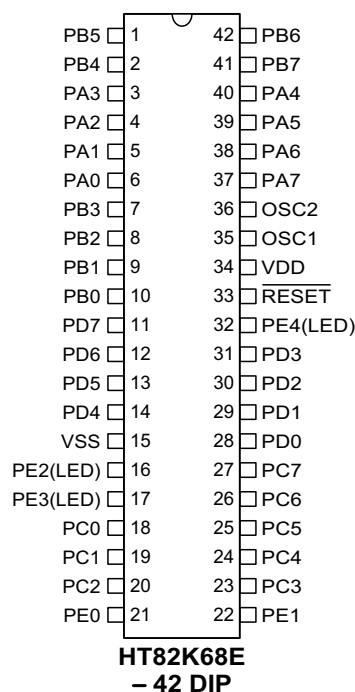 PB5 1 42 PB6
PB4 2 41 PB7
PA3 3 40 PA4
PA2 4 39 PA5
PA1 5 38 PA6
PA0 6 37 PA7
PB3 7 36 OSC2
PB2 8 35 OSC1
PB1 9 34 VDD
PB0 10 33 RESET
PD7 11 32 PE4(LED)
PD6 12 31 PD3
PD5 13 30 PD2
PD4 14 29 PD1
VSS 15 28 PD0
PE2(LED) 16 27 PC7
PE3(LED) 17 26 PC6
PC0 18 25 PC5
PC1 19 24 PC4
PC2 20 23 PC3
PE0 21 22 PE1
HT82K68E
– 42 DIP